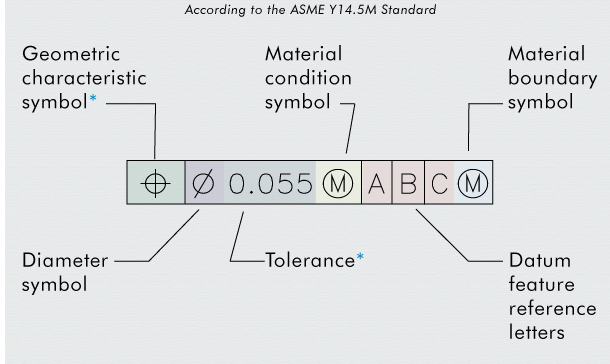 According to the ASME Y14.5M Standard
Geometric
characteristic
symbol*
Material
condition
symbol
Material
boundary
symbol
⌖ ⌀ 0.055 Ⓜ A B C Ⓜ
Diameter
symbol
Tolerance*
Datum
feature
reference
letters